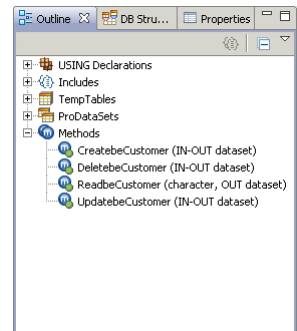 Outline DB Stru... Properties
USING Declarations
Includes
TempTables
ProDataSets
Methods
CreatebeCustomer (IN-OUT dataset)
DeletebeCustomer (IN-OUT dataset)
ReadbeCustomer (character, OUT dataset)
UpdatebeCustomer (IN-OUT dataset)